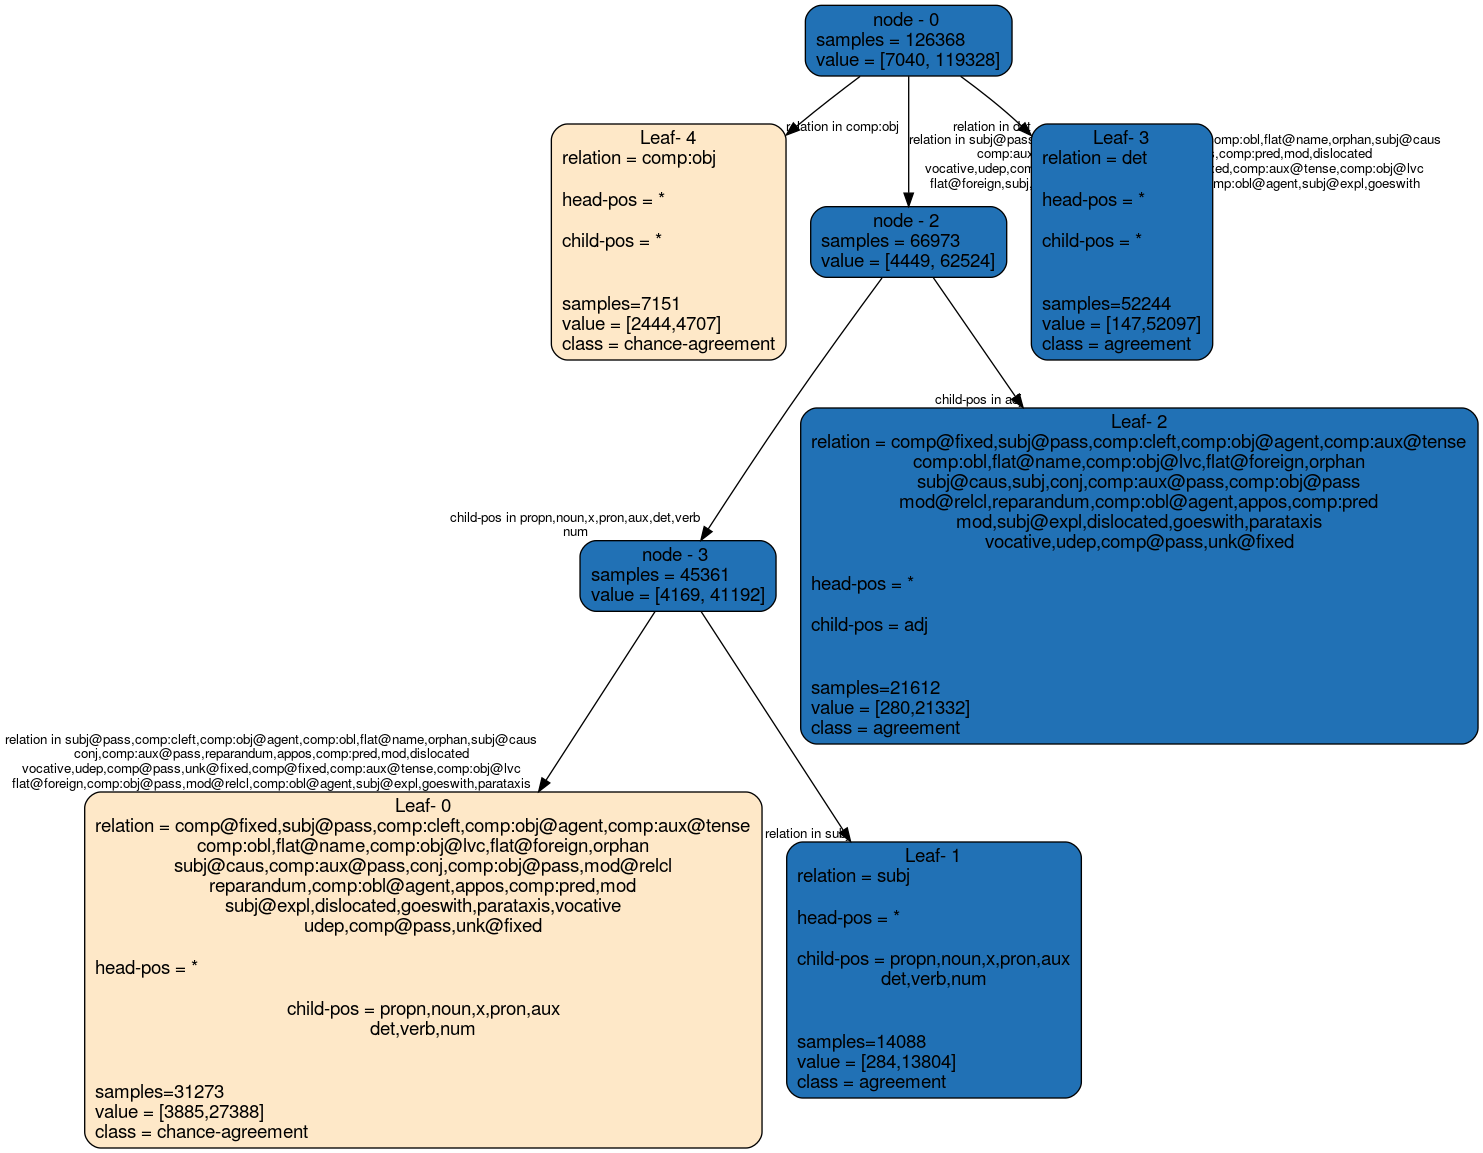 node - 0
samples = 126368
value = [7040, 119328]
relation in comp:obj
relation in det
relation in subj@pass
comp:obl,flat@name,orphan,subj@caus
comp:aux
,comp:pred,mod,dislocated
vocative,udep,com
ed,comp:aux@tense,comp:obj@lvc
flat@foreign,subj,
mp:obl@agent,subj@expl,goeswith
Leaf- 4
relation = comp:obj
head-pos = *
child-pos = *
samples=7151
value = [2444,4707]
class = chance-agreement
node - 2
samples = 66973
value = [4449, 62524]
Leaf- 3
relation = det
head-pos = *
child-pos = *
samples=52244
value = [147,52097]
class = agreement
child-pos in adj
Leaf- 2
relation = comp@fixed,subj@pass,comp:cleft,comp:obj@agent,comp:aux@tense
comp:obl,flat@name,comp:obj@lvc,flat@foreign,orphan
subj@caus,subj,conj,comp:aux@pass,comp:obj@pass
mod@relcl,reparandum,comp:obl@agent,appos,comp:pred
mod,subj@expl,dislocated,goeswith,parataxis
vocative,udep,comp@pass,unk@fixed
head-pos = *
child-pos = adj
samples=21612
value = [280,21332]
class = agreement
child-pos in propn,noun,x,pron,aux,det,verb
num
node - 3
samples = 45361
value = [4169, 41192]
relation in subj@pass,comp:cleft,comp:obj@agent,comp:obl,flat@name,orphan,subj@caus
conj,comp:aux@pass,reparandum,appos,comp:pred,mod,dislocated
vocative,udep,comp@pass,unk@fixed,comp@fixed,comp:aux@tense,comp:obj@lvc
flat@foreign,comp:obj@pass,mod@relcl,comp:obl@agent,subj@expl,goeswith,parataxis
Leaf- 0
relation = comp@fixed,subj@pass,comp:cleft,comp:obj@agent,comp:aux@tense
comp:obl,flat@name,comp:obj@lvc,flat@foreign,orphan
subj@caus,comp:aux@pass,conj,comp:obj@pass,mod@relcl
reparandum,comp:obl@agent,appos,comp:pred,mod
subj@expl,dislocated,goeswith,parataxis,vocative
udep,comp@pass,unk@fixed
head-pos = *
child-pos = propn,noun,x,pron,aux
det,verb,num
samples=31273
value = [3885,27388]
class = chance-agreement
relation in subj
Leaf- 1
relation = subj
head-pos = *
child-pos = propn,noun,x,pron,aux
det,verb,num
samples=14088
value = [284,13804]
class = agreement